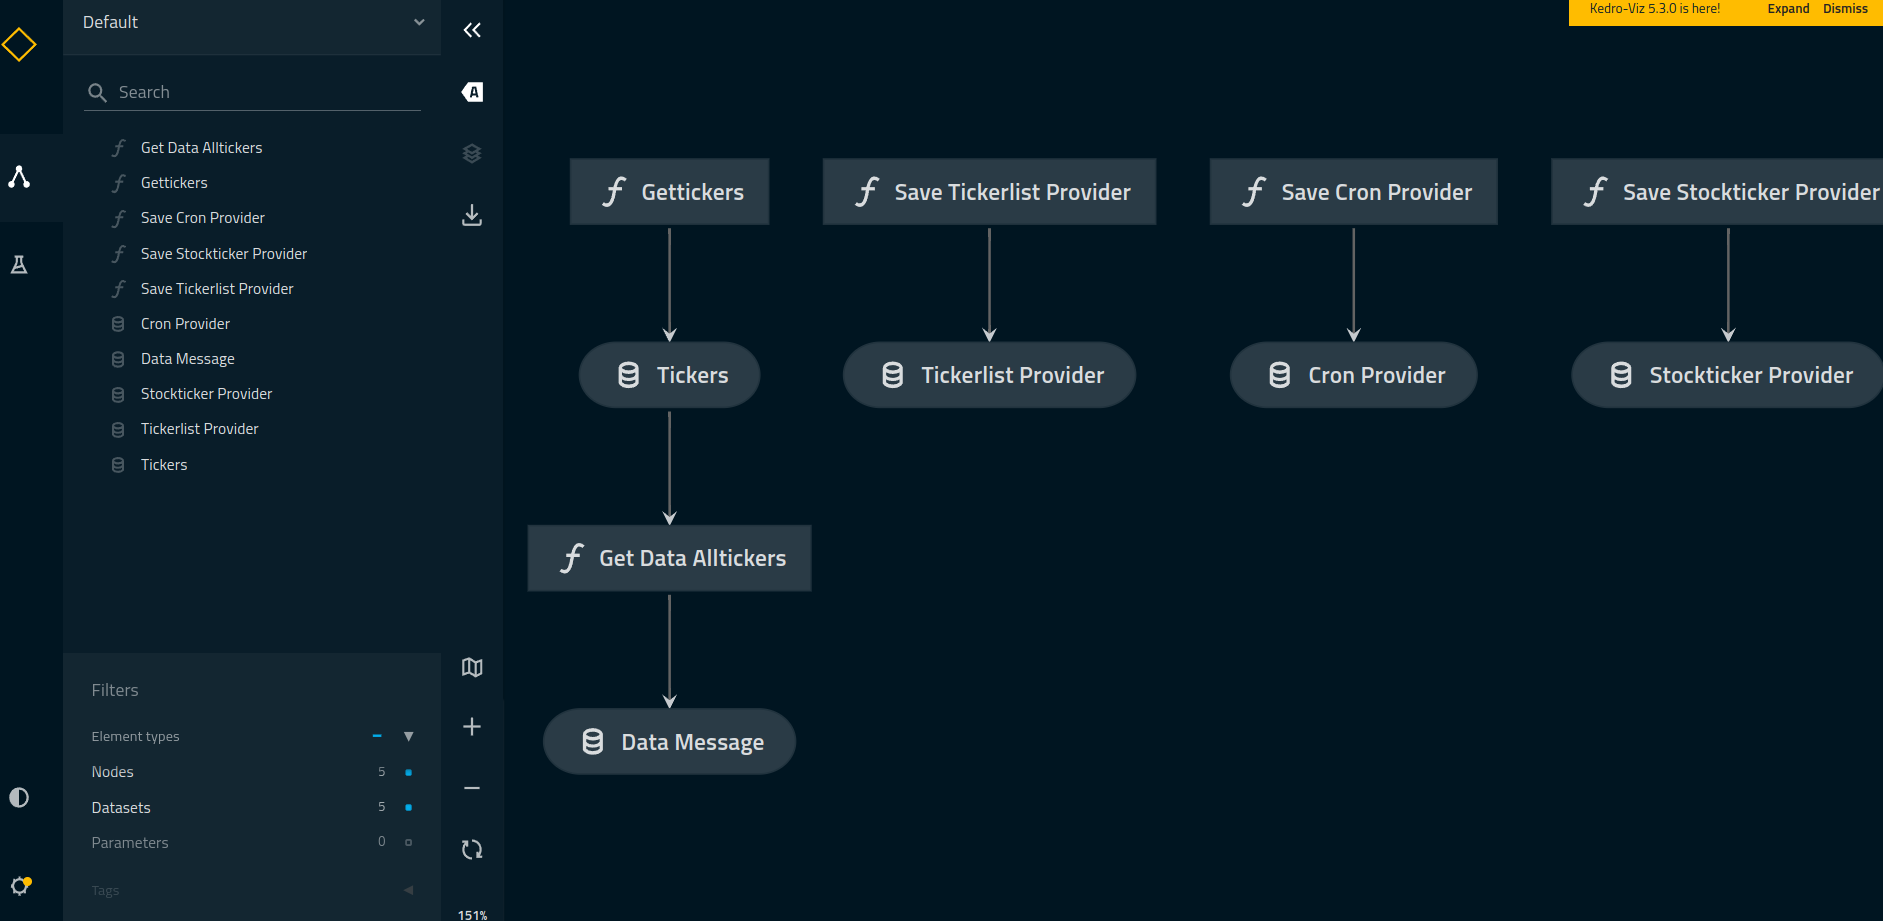 Default
Search
Get Data Alltickers
Gettickers
Save Cron Provider
Save Stockticker Provider
Save Tickerlist Provider
Cron Provider
Data Message
Stockticker Provider
Tickerlist Provider
Tickers
Filters
Element types
Nodes 5
Datasets 5
Parameters 0
Tags
A
151%
Kedro-Viz 5.3.0 is here! Expand Dismiss
Gettickers Save Tickerlist Provider Save Cron Provider Save Stockticker Provider
Tickers Tickerlist Provider Cron Provider Stockticker Provider
Get Data Alltickers
Data Message